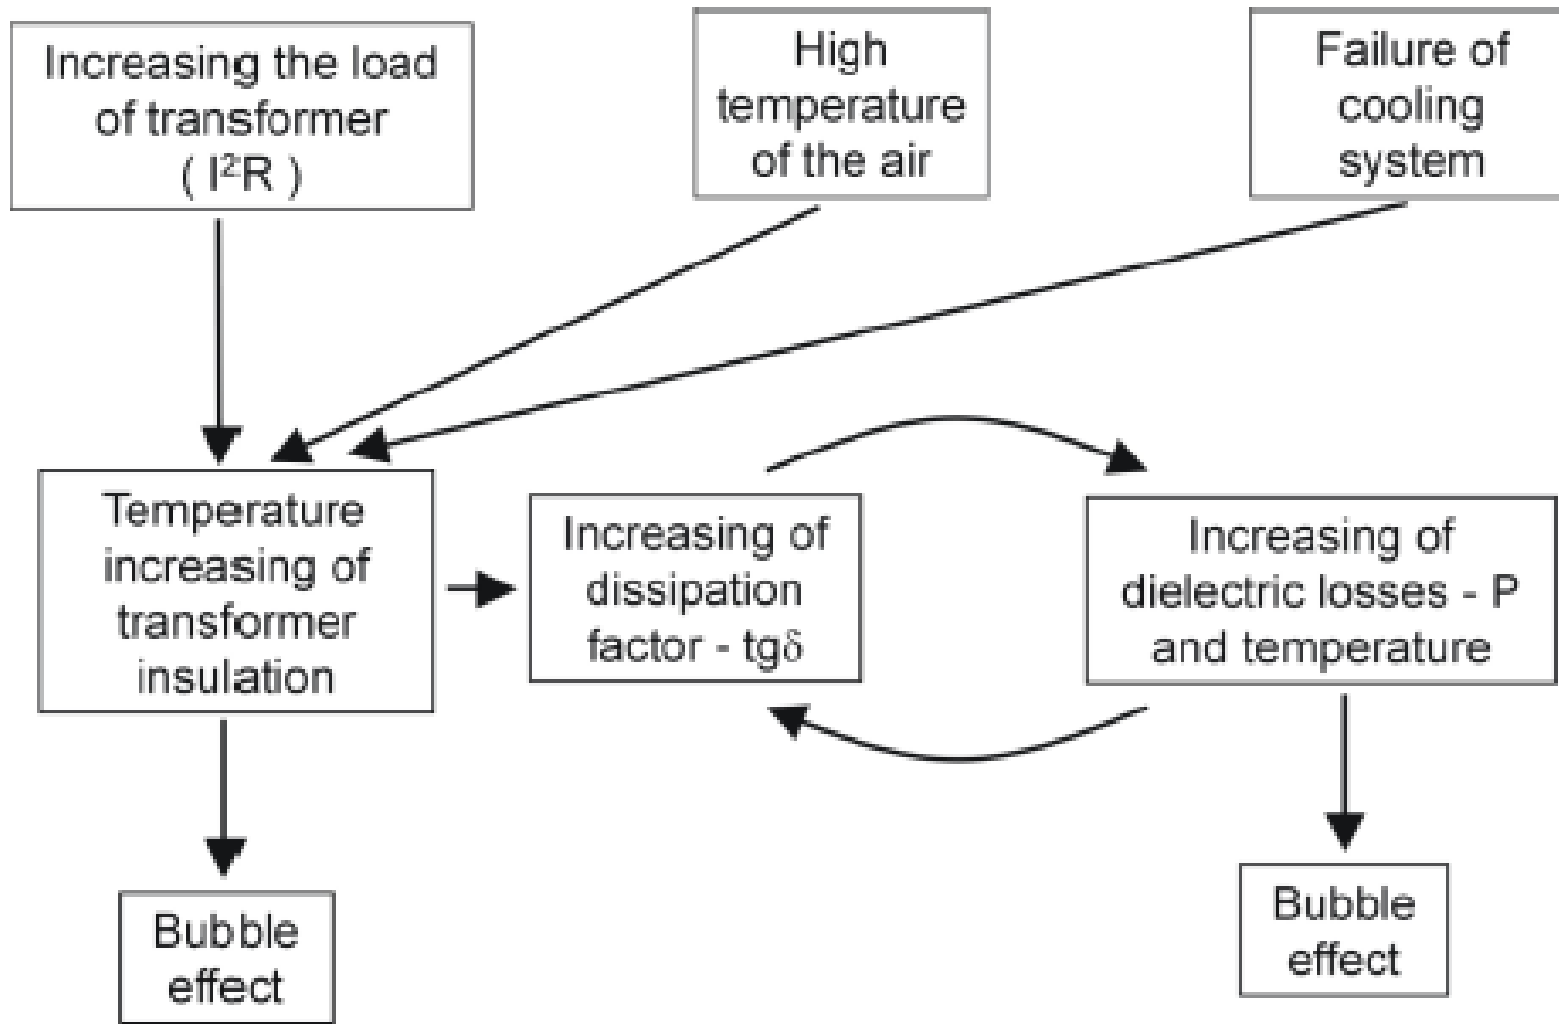 Increasing the load
of transformer
( I²R )
High
temperature
of the air
Failure of
cooling
system
Temperature
increasing of
transformer
insulation
Increasing of
dissipation
factor - tgδ
Increasing of
dielectric losses - P
and temperature
Bubble
effect
Bubble
effect